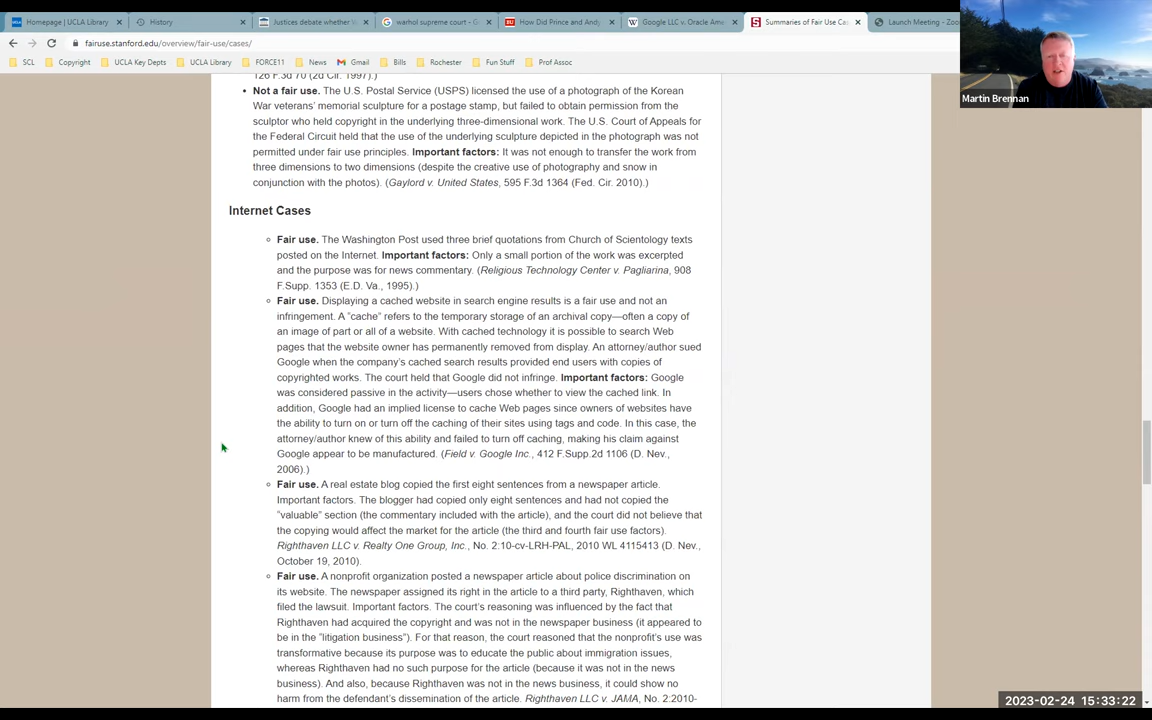 Homepage | UCLA Library
History
Justices debate whether W
warhol supreme court - G
How Did Prince and Andy
Google LLC v. Oracle Ame
Summaries of Fair Use Cas
Launch Meeting - Zoo
fairuse.stanford.edu/overview/fair-use/cases/
SCL
Copyright
UCLA Key Depts
UCLA Library
FORCE11
News
Gmail
Bills
Rochester
Fun Stuff
Prof Assoc
Martin Brennan
126 F.3d 70 (2d Cir. 1997).)
• Not a fair use. The U.S. Postal Service (USPS) licensed the use of a photograph of the Korean
War veterans' memorial sculpture for a postage stamp, but failed to obtain permission from the
sculptor who held copyright in the underlying three-dimensional work. The U.S. Court of Appeals for
the Federal Circuit held that the use of the underlying sculpture depicted in the photograph was not
permitted under fair use principles. Important factors: It was not enough to transfer the work from
three dimensions to two dimensions (despite the creative use of photography and snow in
conjunction with the photos). (Gaylord v. United States, 595 F.3d 1364 (Fed. Cir. 2010).)
Internet Cases
Fair use. The Washington Post used three brief quotations from Church of Scientology texts
posted on the Internet. Important factors: Only a small portion of the work was excerpted
and the purpose was for news commentary. (Religious Technology Center v. Pagliarina, 908
F.Supp. 1353 (E.D. Va., 1995).)
Fair use. Displaying a cached website in search engine results is a fair use and not an
infringement. A "cache" refers to the temporary storage of an archival copy—often a copy of
an image of part or all of a website. With cached technology it is possible to search Web
pages that the website owner has permanently removed from display. An attorney/author sued
Google when the company's cached search results provided end users with copies of
copyrighted works. The court held that Google did not infringe. Important factors: Google
was considered passive in the activity—users chose whether to view the cached link. In
addition, Google had an implied license to cache Web pages since owners of websites have
the ability to turn on or turn off the caching of their sites using tags and code. In this case, the
attorney/author knew of this ability and failed to turn off caching, making his claim against
Google appear to be manufactured. (Field v. Google Inc., 412 F.Supp.2d 1106 (D. Nev.,
2006).)
Fair use. A real estate blog copied the first eight sentences from a newspaper article.
Important factors. The blogger had copied only eight sentences and had not copied the
"valuable" section (the commentary included with the article), and the court did not believe that
the copying would affect the market for the article (the third and fourth fair use factors).
Righthaven LLC v. Realty One Group, Inc., No. 2:10-cv-LRH-PAL, 2010 WL 4115413 (D. Nev.,
October 19, 2010).
Fair use. A nonprofit organization posted a newspaper article about police discrimination on
its website. The newspaper assigned its right in the article to a third party, Righthaven, which
filed the lawsuit. Important factors. The court's reasoning was influenced by the fact that
Righthaven had acquired the copyright and was not in the newspaper business (it appeared to
be in the "litigation business"). For that reason, the court reasoned that the nonprofit's use was
transformative because its purpose was to educate the public about immigration issues,
whereas Righthaven had no such purpose for the article (because it was not in the news
business). And also, because Righthaven was not in the news business, it could show no
harm from the defendant's dissemination of the article. Righthaven LLC v. JAMA, No. 2:2010-
2023-02-24 15:33:22